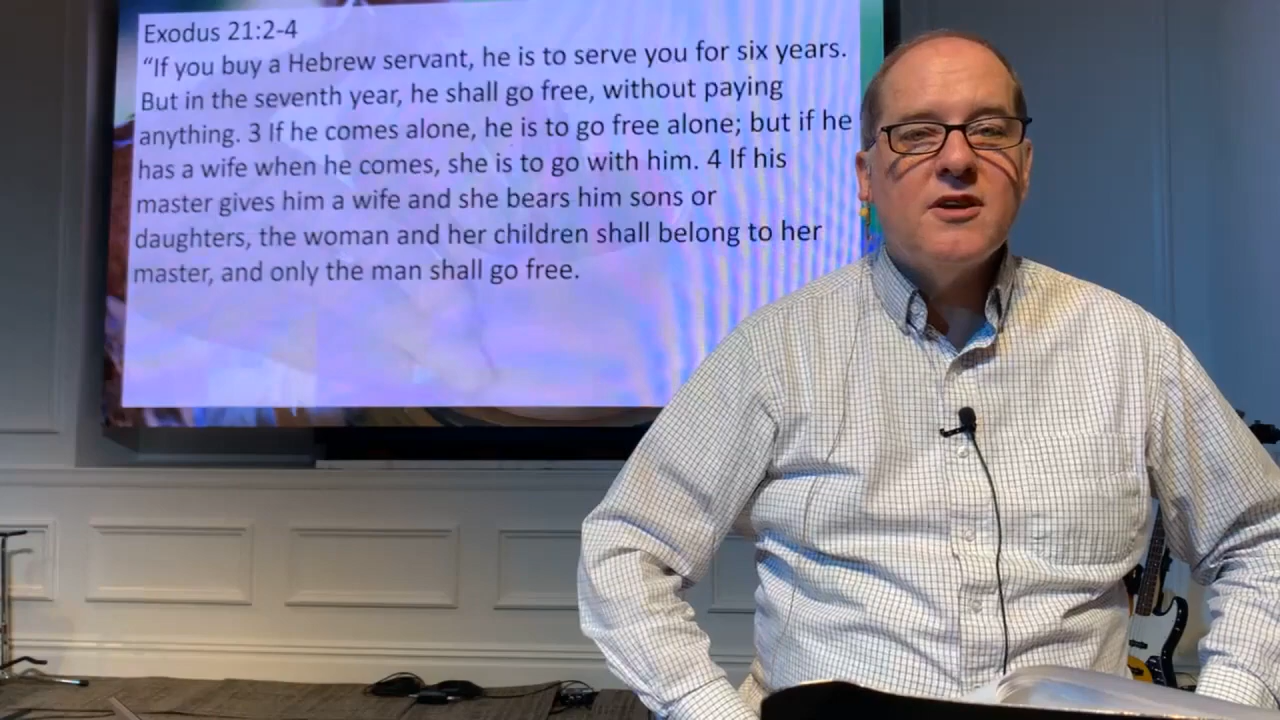 Exodus 21:2-4
“If you buy a Hebrew servant, he is to serve you for six years.
But in the seventh year, he shall go free, without paying
anything. 3 If he comes alone, he is to go free alone; but if he
has a wife when he comes, she is to go with him. 4 If his
master gives him a wife and she bears him sons or
daughters, the woman and her children shall belong to her
master, and only the man shall go free.